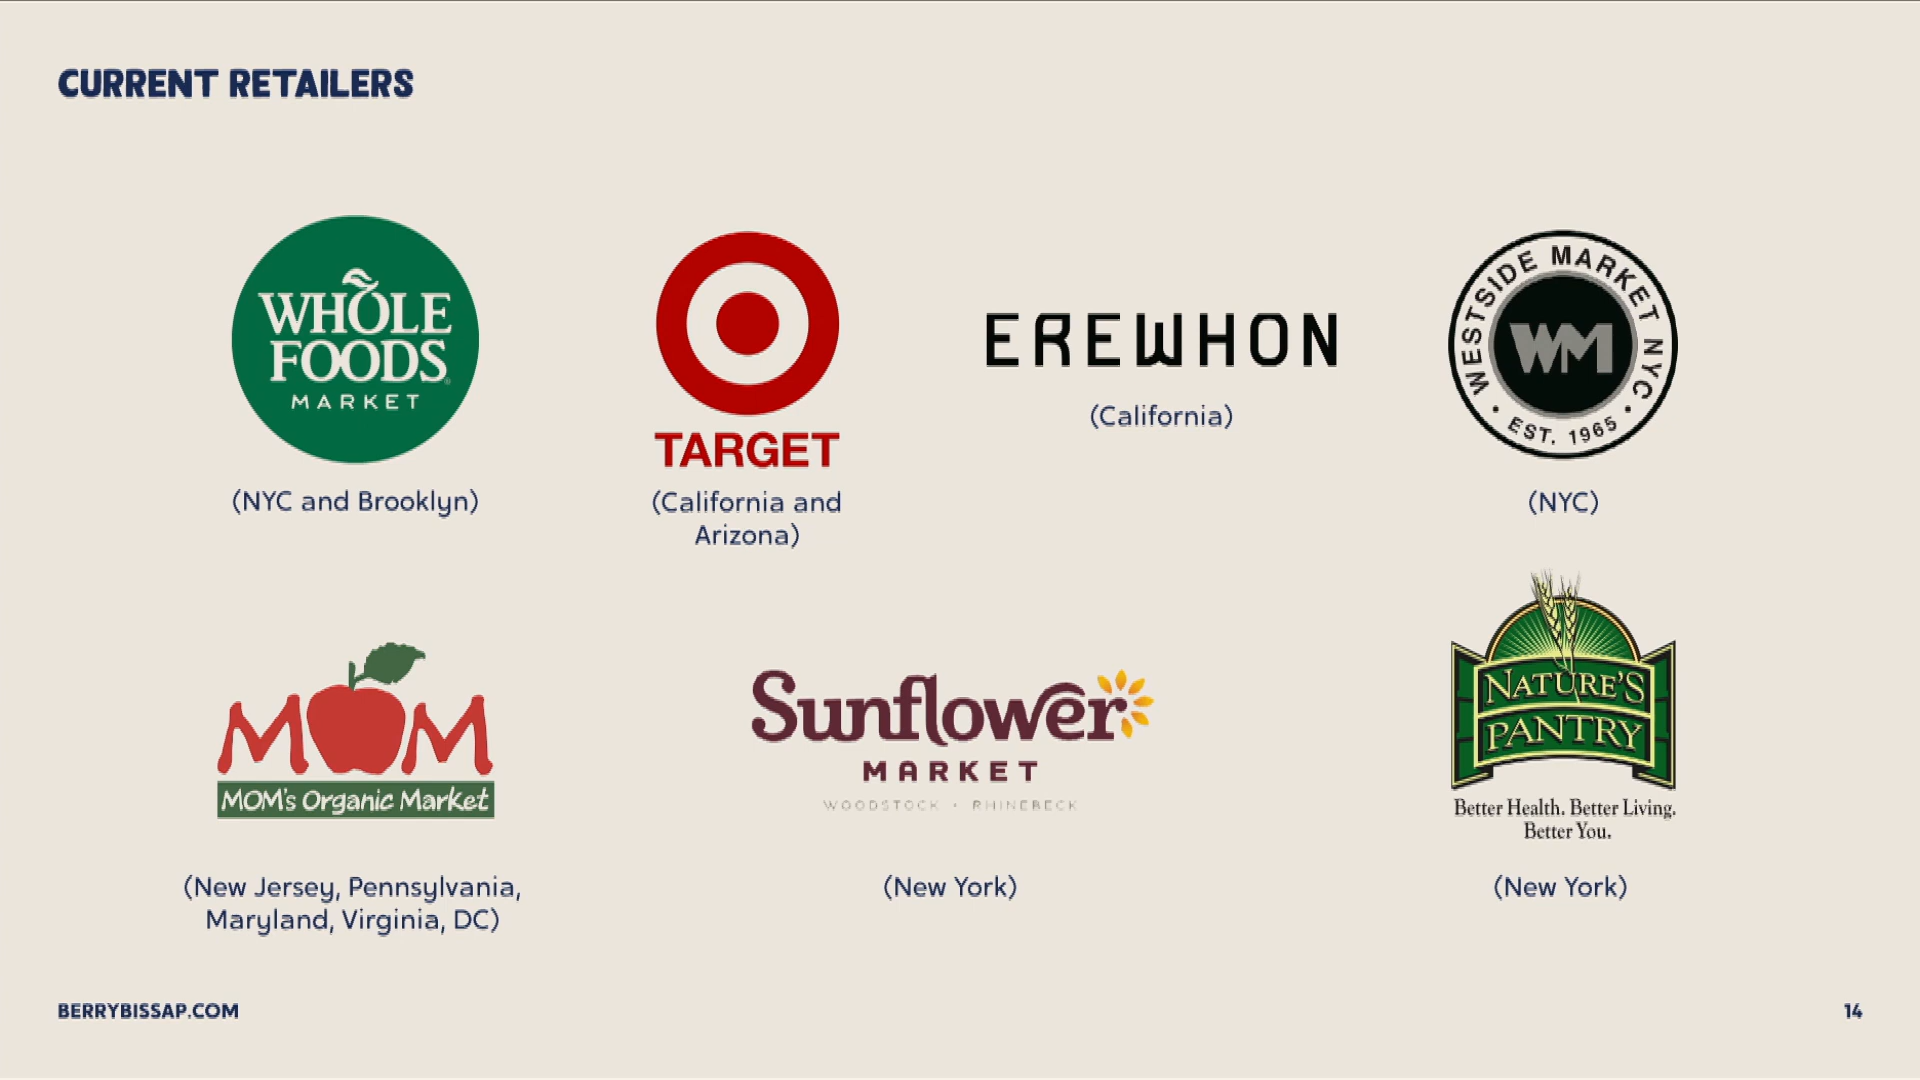 CURRENT RETAILERS
WHOLE
FOODS
MARKET
(NYC and Brooklyn)
TARGET
(California and
Arizona)
EREWHON
(California)
WESTSIDE MARKET NYC
WM
• EST. 1965 •
(NYC)
MOM
MOM's Organic Market
(New Jersey, Pennsylvania,
Maryland, Virginia, DC)
Sunflower
MARKET
WOODSTOCK • RHINEBECK
(New York)
NATURE'S
PANTRY
Better Health. Better Living.
Better You.
(New York)
BERRYBISSAP.COM
14